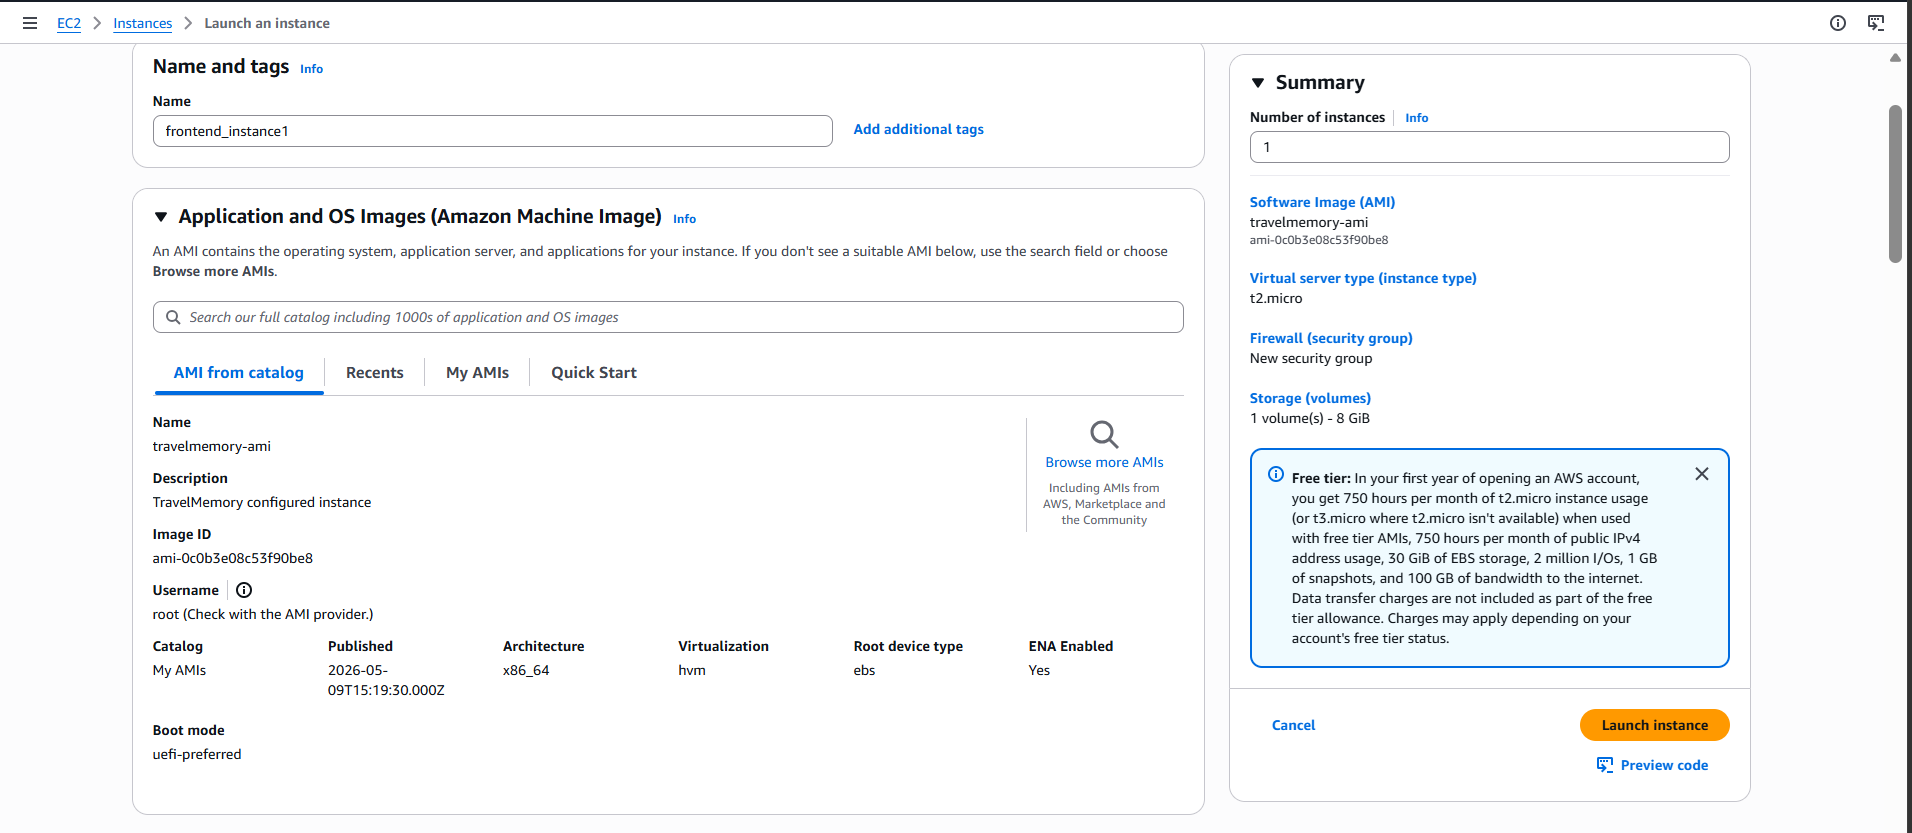 EC2 > Instances > Launch an instance
Name and tags Info
Name
frontend_instance1
Add additional tags
Application and OS Images (Amazon Machine Image) Info
An AMI contains the operating system, application server, and applications for your instance. If you don't see a suitable AMI below, use the search field or choose
Browse more AMIs.
Search our full catalog including 1000s of application and OS images
AMI from catalog
Recents
My AMIs
Quick Start
Name
travelmemory-ami
Description
TravelMemory configured instance
Image ID
ami-0c0b3e08c53f90be8
Username
root (Check with the AMI provider.)
Browse more AMIs
Including AMIs from
AWS, Marketplace and
the Community
Catalog
My AMIs
Published
2026-05-
09T15:19:30.000Z
Architecture
x86_64
Virtualization
hvm
Root device type
ebs
ENA Enabled
Yes
Boot mode
uefi-preferred
Summary
Number of instances Info
1
Software Image (AMI)
travelmemory-ami
ami-0c0b3e08c53f90be8
Virtual server type (instance type)
t2.micro
Firewall (security group)
New security group
Storage (volumes)
1 volume(s) - 8 GiB
Free tier: In your first year of opening an AWS account,
you get 750 hours per month of t2.micro instance usage
(or t3.micro where t2.micro isn't available) when used
with free tier AMIs, 750 hours per month of public IPv4
address usage, 30 GiB of EBS storage, 2 million I/Os, 1 GB
of snapshots, and 100 GB of bandwidth to the internet.
Data transfer charges are not included as part of the free
tier allowance. Charges may apply depending on your
account's free tier status.
Cancel
Launch instance
Preview code